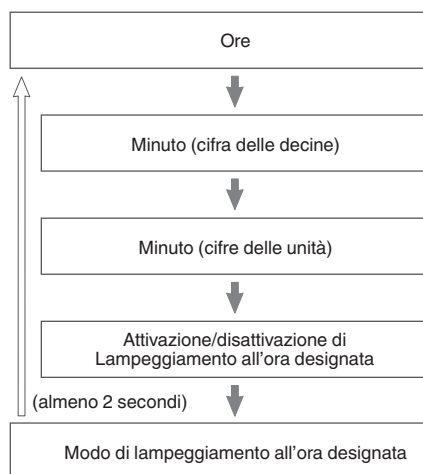 Ore
Minuto (cifra delle decine)
Minuto (cifre delle unità)
Attivazione/disattivazione di
Lampeggiamento all'ora designata
(almeno 2 secondi)
Modo di lampeggiamento all'ora designata